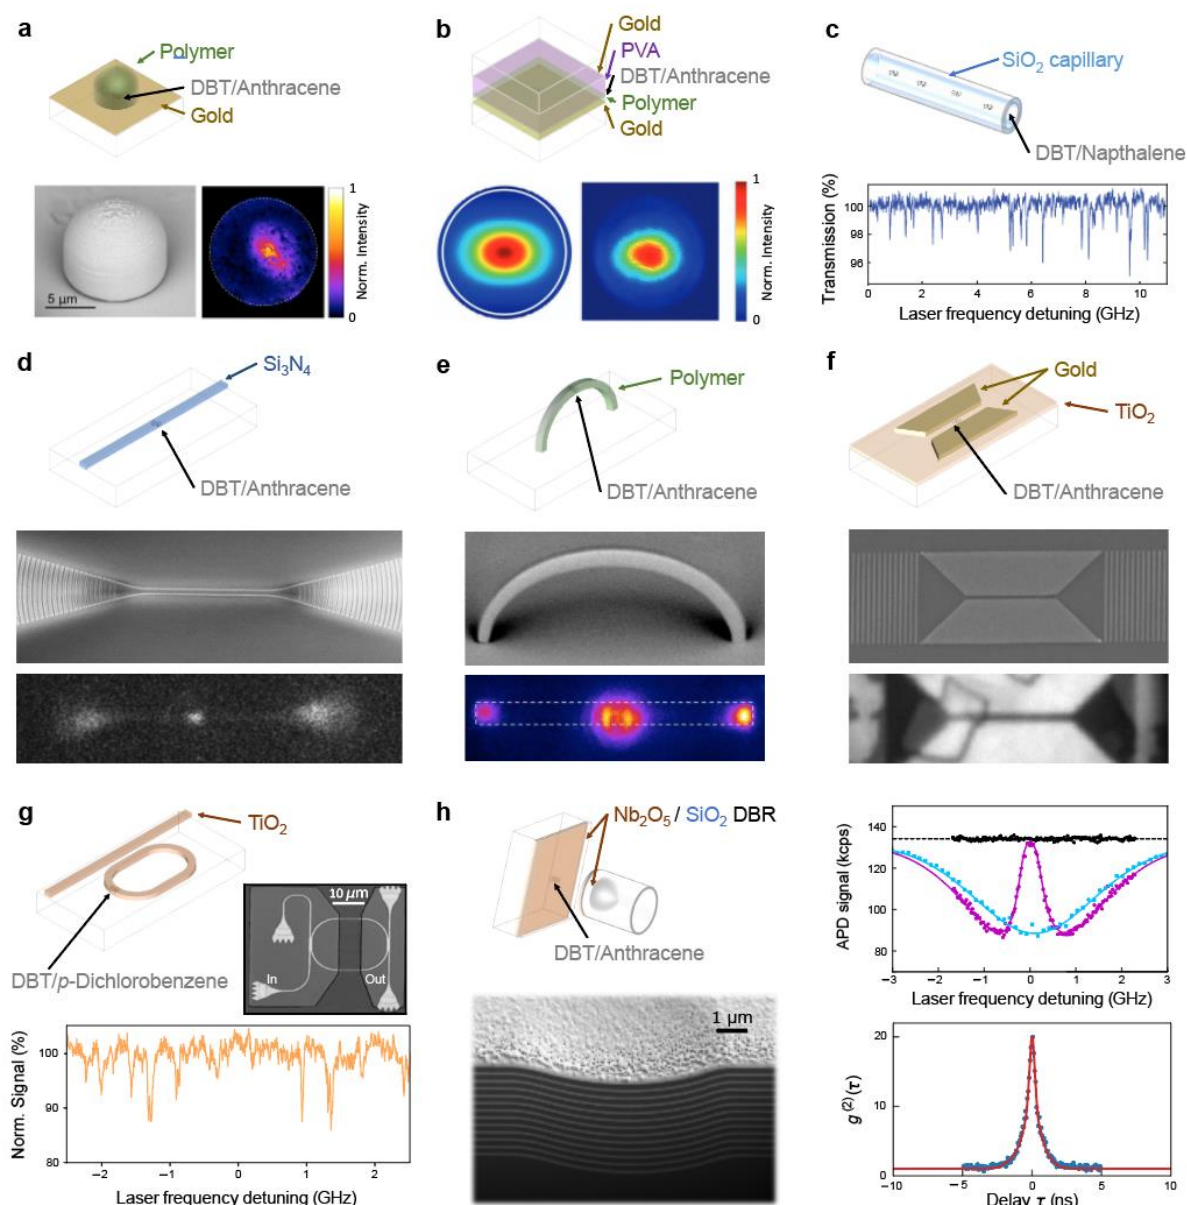 a
Polymer
DBT/Anthracene
Gold
5 µm
1
Norm. Intensity
0
b
Gold
PVA
DBT/Anthracene
Polymer
Gold
1
Norm. Intensity
0
c
SiO2 capillary
DBT/Napthalene
Transmission (%)
100
98
96
0 2 4 6 8 10
Laser frequency detuning (GHz)
d
Si3N4
DBT/Anthracene
e
Polymer
DBT/Anthracene
f
Gold
TiO2
DBT/Anthracene
g
TiO2
DBT/p-Dichlorobenzene
10 µm
In
Out
Norm. Signal (%)
100
90
80
−2 −1 0 1 2
Laser frequency detuning (GHz)
h
Nb2O5 / SiO2 DBR
DBT/Anthracene
1 µm
APD signal (kcps)
140
120
100
80
−3 −2 −1 0 1 2 3
Laser frequency detuning (GHz)
g(2)(τ)
20
10
0
−10 −5 0 5 10
Delay τ (ns)